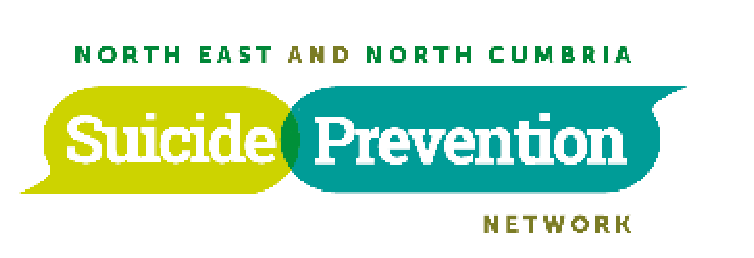 NORTH EAST AND NORTH CUMBRIA
Suicide Prevention
NETWORK